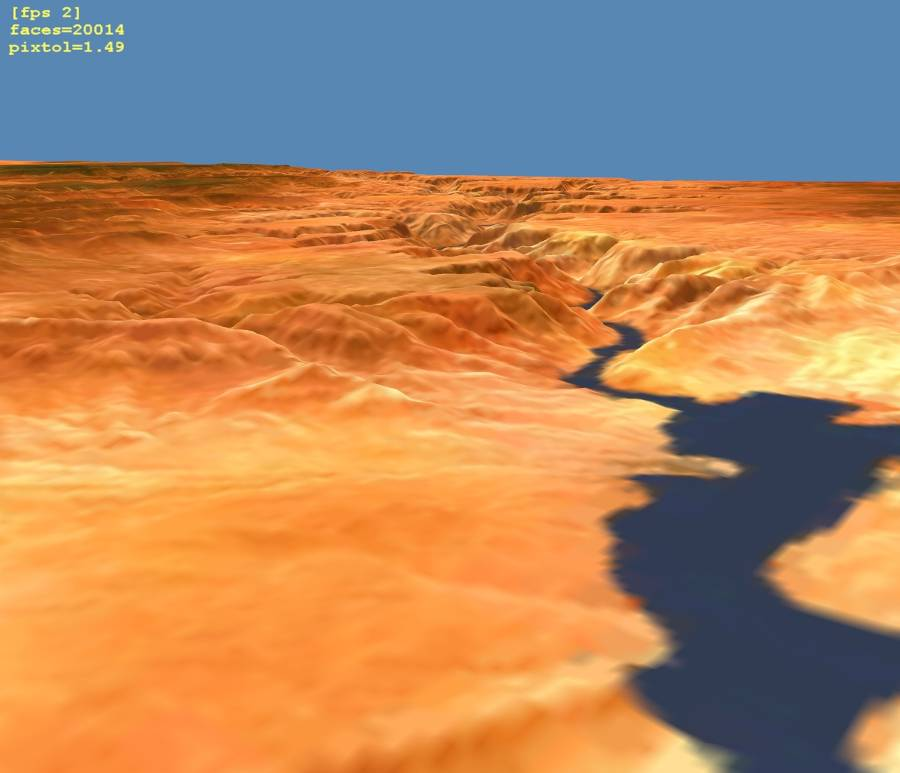 [fps 2]
faces=20014
pixtol=1.49